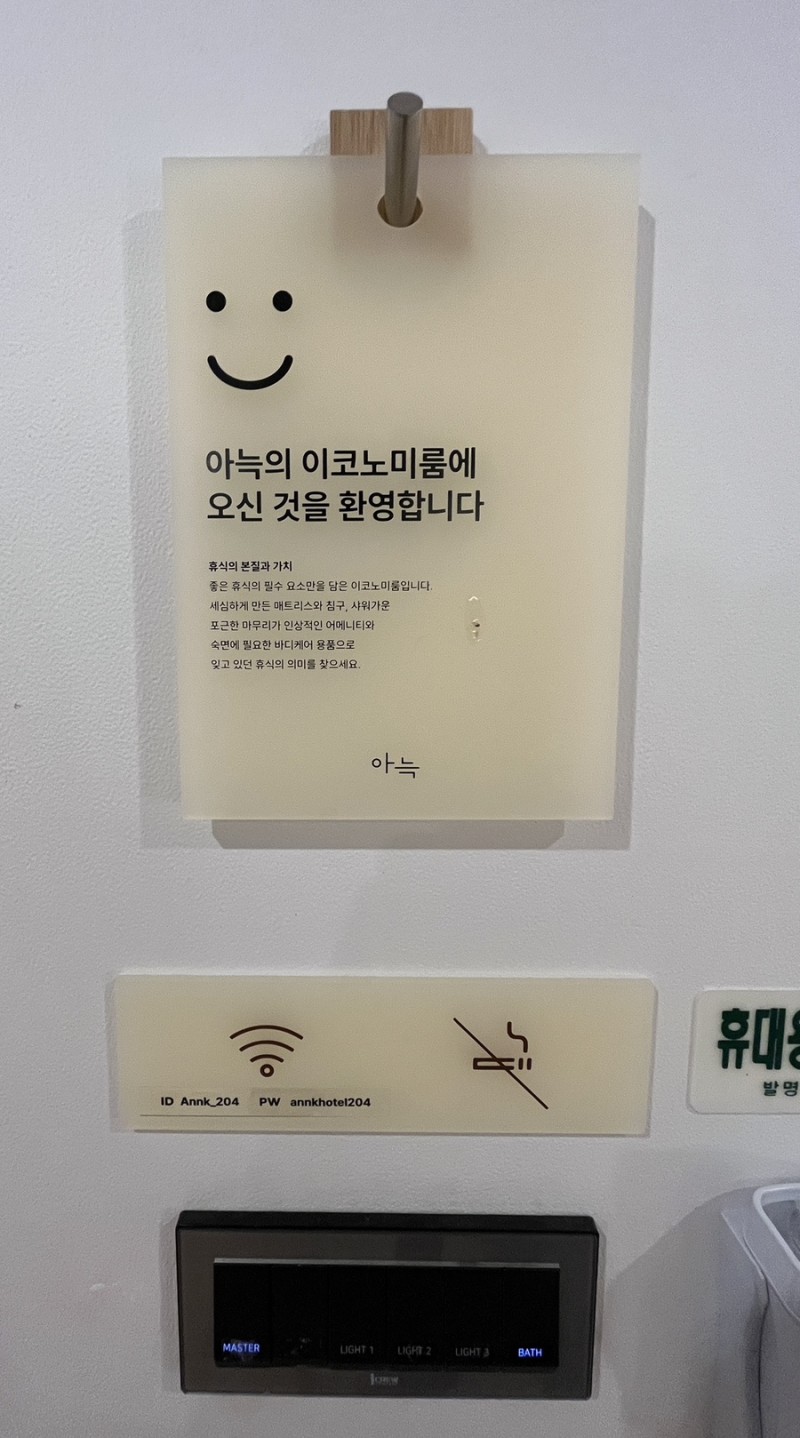 아늑의 이코노미룸에
오신 것을 환영합니다
휴식의 본질과 가치
좋은 휴식의 필수 요소만을 담은 이코노미룸입니다.
세심하게 만든 매트리스와 침구, 샤워가운
포근한 마무리가 인상적인 어메니티와
숙면에 필요한 바디케어 용품으로
잊고 있던 휴식의 의미를 찾으세요.
아늑
ID Annk_204 PW annkhotel204
휴대용
발명
MASTER LIGHT 1 LIGHT 2 LIGHT 3 BATH